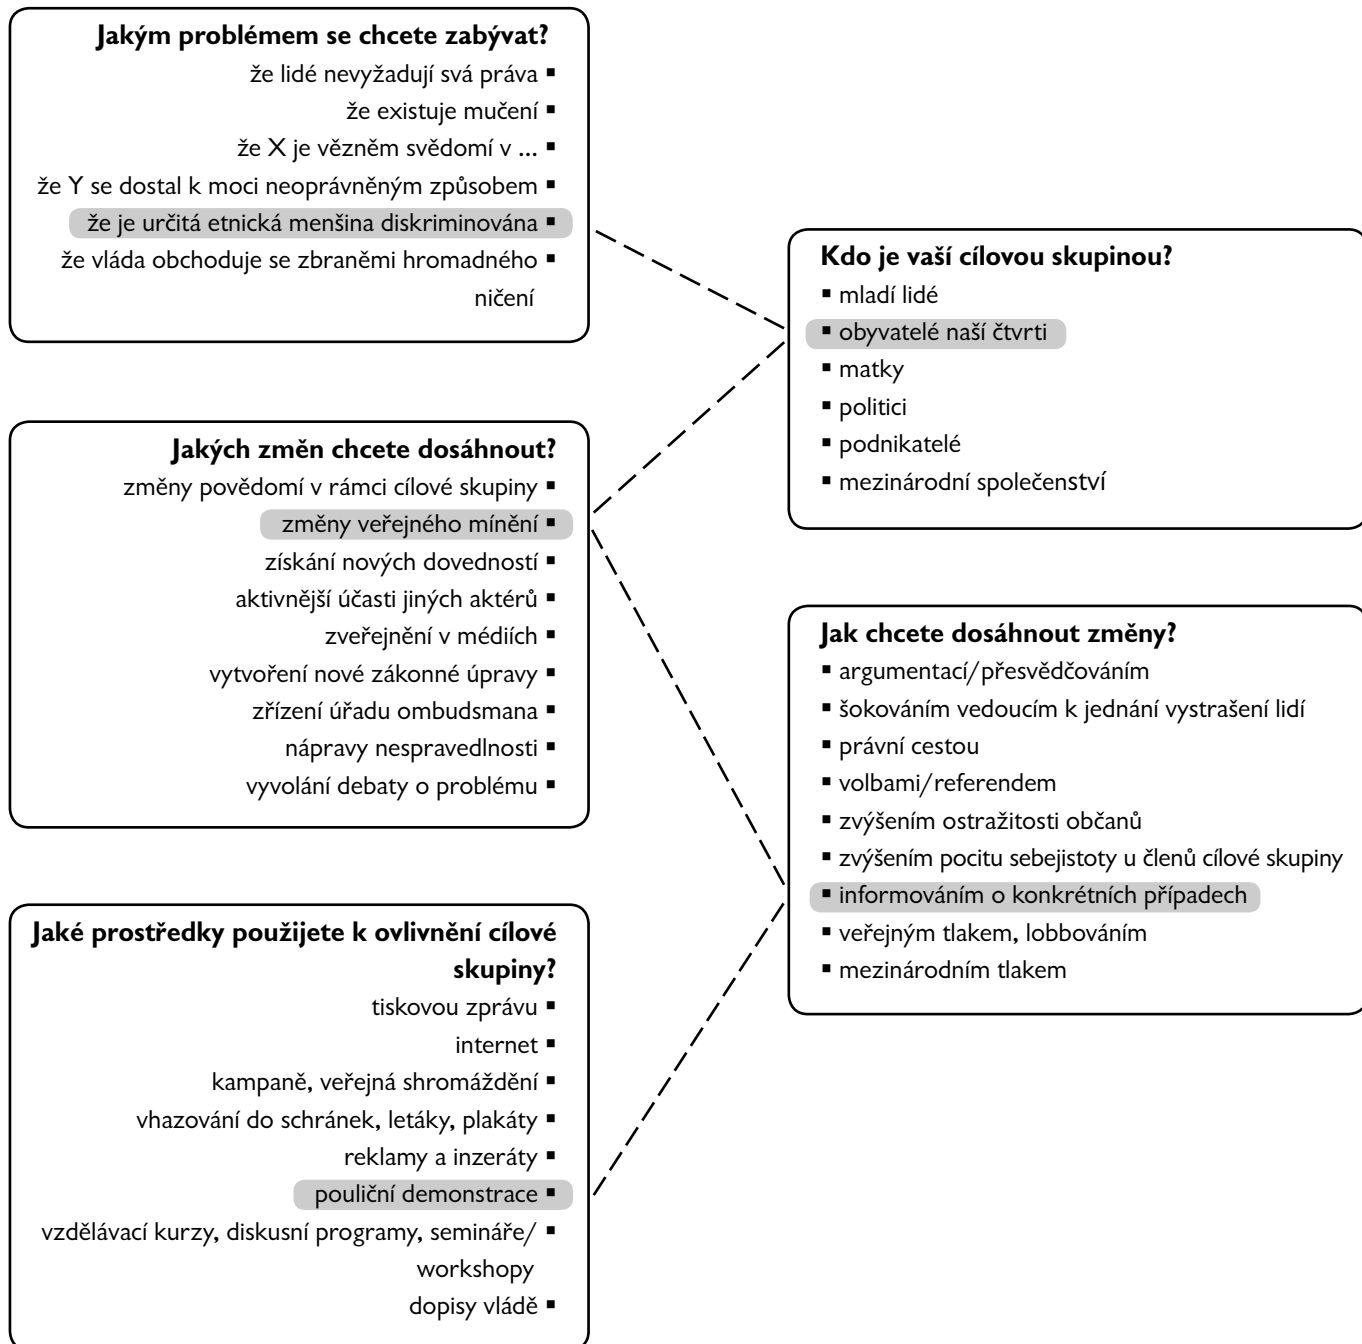 Jakým problémem se chcete zabývat?
že lidé nevyžadují svá práva ▪
že existuje mučení ▪
že X je vězněm svědomí v ... ▪
že Y se dostal k moci neoprávněným způsobem ▪
že je určitá etnická menšina diskriminována ▪
že vláda obchoduje se zbraněmi hromadného ▪
ničení
Kdo je vaší cílovou skupinou?
▪ mladí lidé
▪ obyvatelé naší čtvrti
▪ matky
▪ politici
▪ podnikatelé
▪ mezinárodní společenství
Jakých změn chcete dosáhnout?
změny povědomí v rámci cílové skupiny ▪
změny veřejného mínění ▪
získání nových dovedností ▪
aktivnější účasti jiných aktérů ▪
zveřejnění v médiích ▪
vytvoření nové zákonné úpravy ▪
zřízení úřadu ombudsmana ▪
nápravy nespravedlnosti ▪
vyvolání debaty o problému ▪
Jak chcete dosáhnout změny?
▪ argumentací/přesvědčováním
▪ šokováním vedoucím k jednání vystrašení lidí
▪ právní cestou
▪ volbami/referendem
▪ zvýšením ostražitosti občanů
▪ zvýšením pocitu sebejistoty u členů cílové skupiny
▪ informováním o konkrétních případech
▪ veřejným tlakem, lobbováním
▪ mezinárodním tlakem
Jaké prostředky použijete k ovlivnění cílové
skupiny?
tiskovou zprávu ▪
internet ▪
kampaně, veřejná shromáždění ▪
vhazování do schránek, letáky, plakáty ▪
reklamy a inzeráty ▪
pouliční demonstrace ▪
vzdělávací kurzy, diskusní programy, semináře/ ▪
workshopy
dopisy vládě ▪